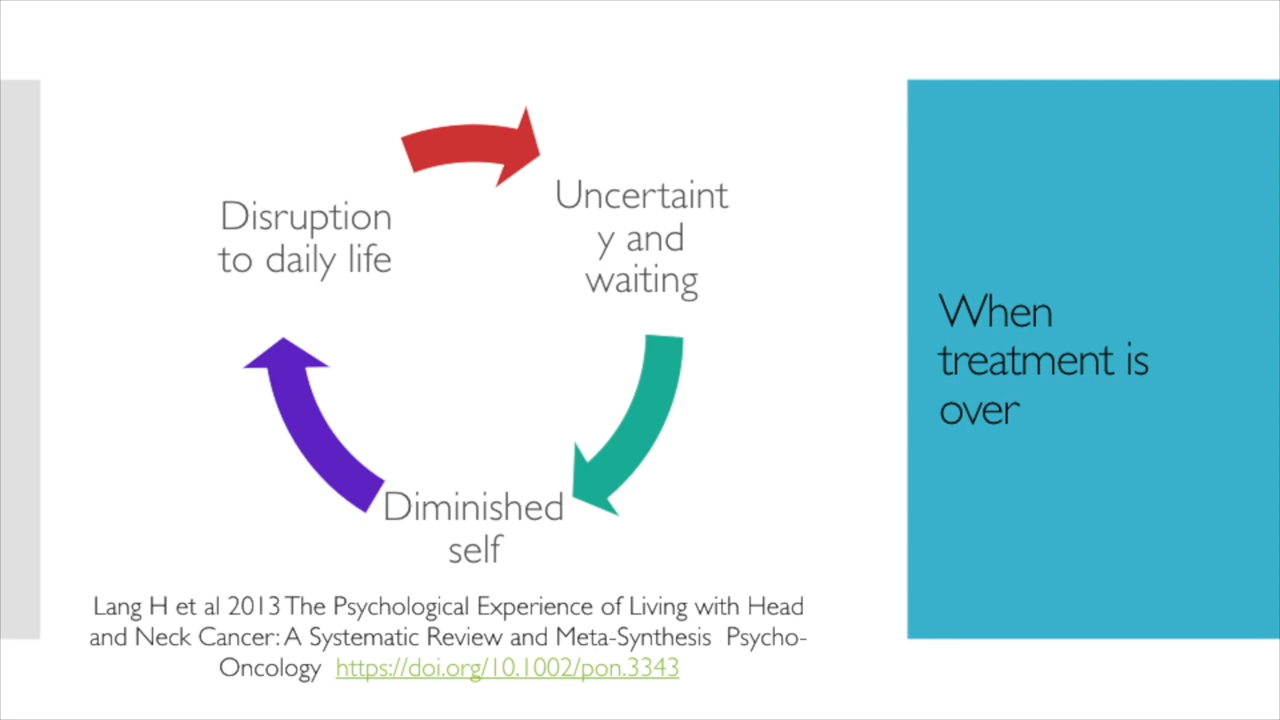 Disruption
to daily life
Uncertaint
y and
waiting
Diminished
self
Lang H et al 2013 The Psychological Experience of Living with Head
and Neck Cancer: A Systematic Review and Meta-Synthesis Psycho-
Oncology https://doi.org/10.1002/pon.3343
When
treatment is
over